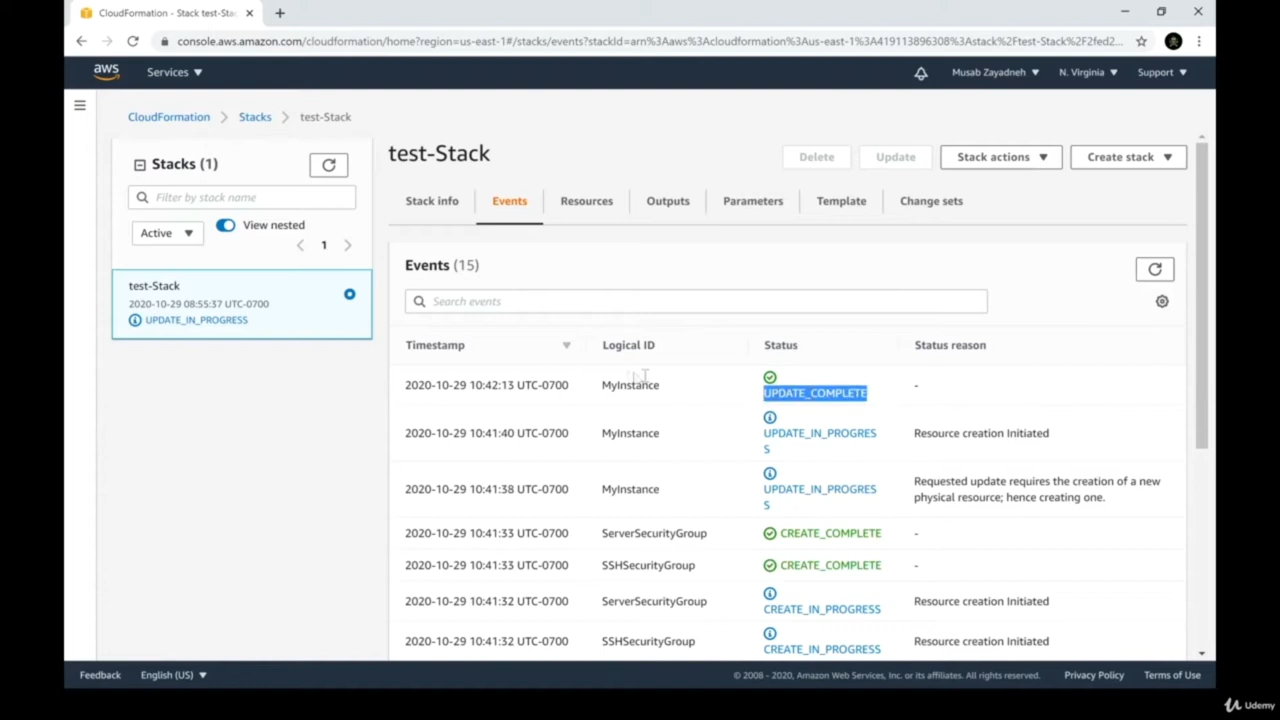 CloudFormation - Stack test-Stac
console.aws.amazon.com/cloudformation/home?region=us-east-1#/stacks/events?stackId=arn%3Aaws%3Acloudformation%3Aus-east-1%3A419113896308%3Astack%2Ftest-Stack%2F2fed2...
aws Services Musab Zayadneh N. Virginia Support
CloudFormation Stacks test-Stack
Stacks (1)
Filter by stack name
Active View nested
1
test-Stack
2020-10-29 08:55:37 UTC-0700
UPDATE_IN_PROGRESS
test-Stack Delete Update Stack actions Create stack
Stack info Events Resources Outputs Parameters Template Change sets
Events (15)
Search events
Timestamp Logical ID Status Status reason
2020-10-29 10:42:13 UTC-0700 MyInstance UPDATE_COMPLETE -
2020-10-29 10:41:40 UTC-0700 MyInstance UPDATE_IN_PROGRES Resource creation Initiated
S
2020-10-29 10:41:38 UTC-0700 MyInstance UPDATE_IN_PROGRES Requested update requires the creation of a new
S physical resource; hence creating one.
2020-10-29 10:41:33 UTC-0700 ServerSecurityGroup CREATE_COMPLETE -
2020-10-29 10:41:33 UTC-0700 SSHSecurityGroup CREATE_COMPLETE -
2020-10-29 10:41:32 UTC-0700 ServerSecurityGroup CREATE_IN_PROGRESS Resource creation Initiated
2020-10-29 10:41:32 UTC-0700 SSHSecurityGroup CREATE_IN_PROGRESS Resource creation Initiated
Feedback English (US) © 2008 - 2020, Amazon Web Services, Inc. or its affiliates. All rights reserved. Privacy Policy Terms of Use
Udemy